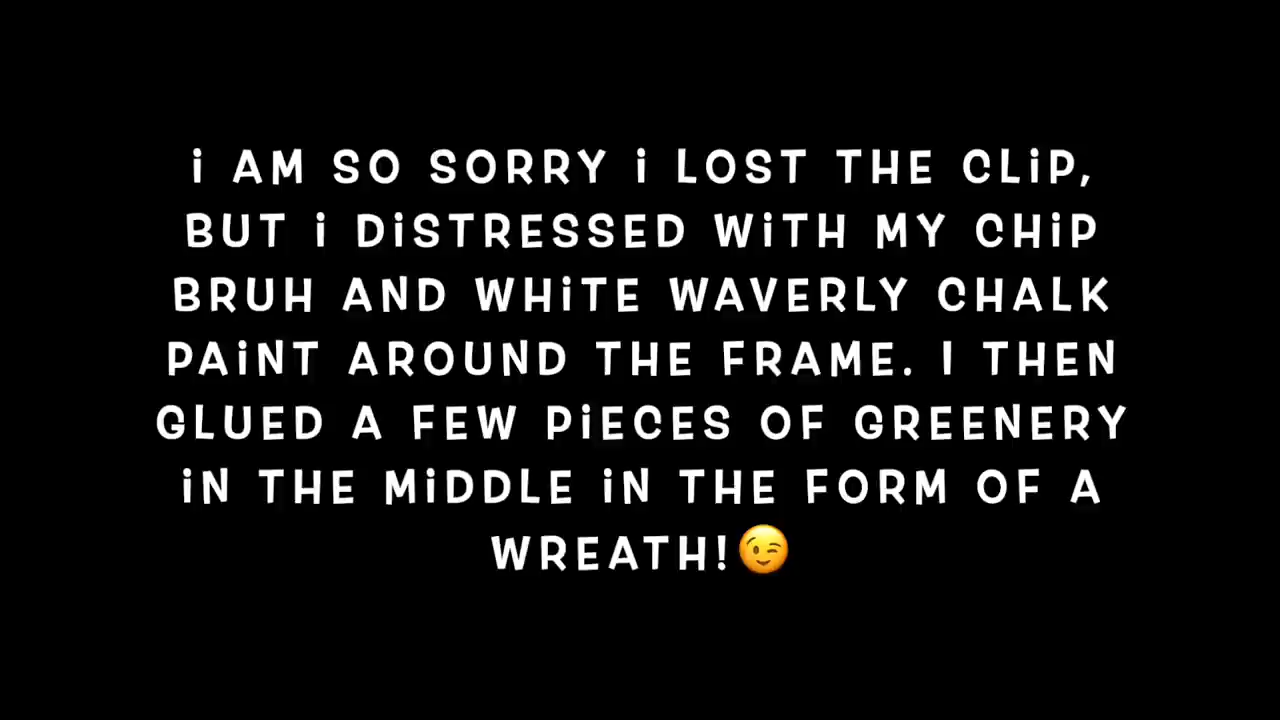 i AM SO SORRY i LOST THE CLiP,
BUT i DiSTRESSED WiTH MY CHiP
BRUH AND WHiTE WAVERLY CHALK
PAiNT AROUND THE FRAME. I THEN
GLUED A FEW PiECES OF GREENERY
iN THE MiDDLE iN THE FORM OF A
WREATH!😉